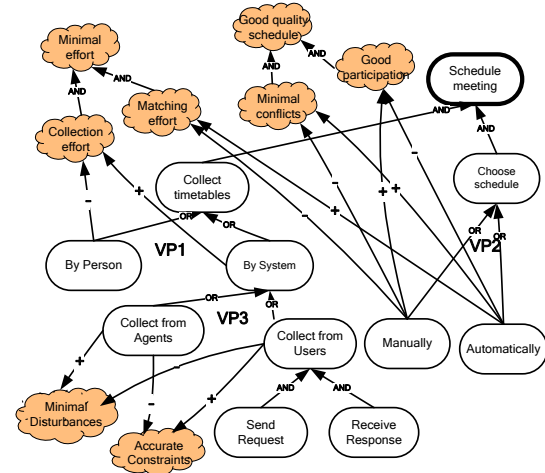 Good quality
schedule
Minimal
effort
AND
AND
AND
AND
Good
participation
Schedule
meeting
Matching
effort
Minimal
conflicts
Collection
effort
AND
AND
-
-
Collect
timetables
Choose
schedule
-
+
-
+
+
+
OR
OR
OR
OR
By Person
VP1
By System
VP2
OR
VP3
OR
Collect from
Agents
Collect from
Users
Manually
Automatically
+
-
-
+
AND
AND
Minimal
Disturbances
Send
Request
Receive
Response
Accurate
Constraints